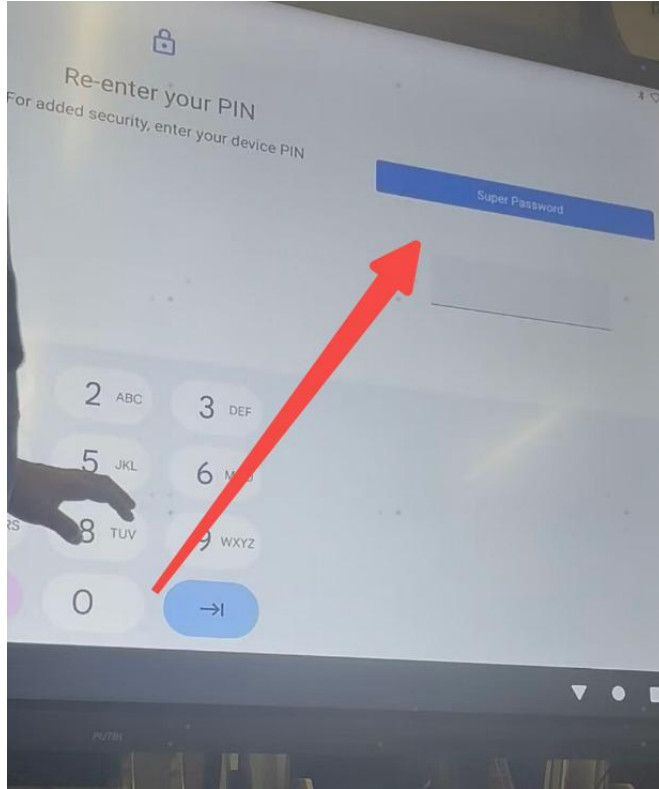 Re-enter your PIN
For added security, enter your device PIN
Super Password
2 ABC
3 DEF
5 JKL
6
8 TUV
9 WXYZ
0